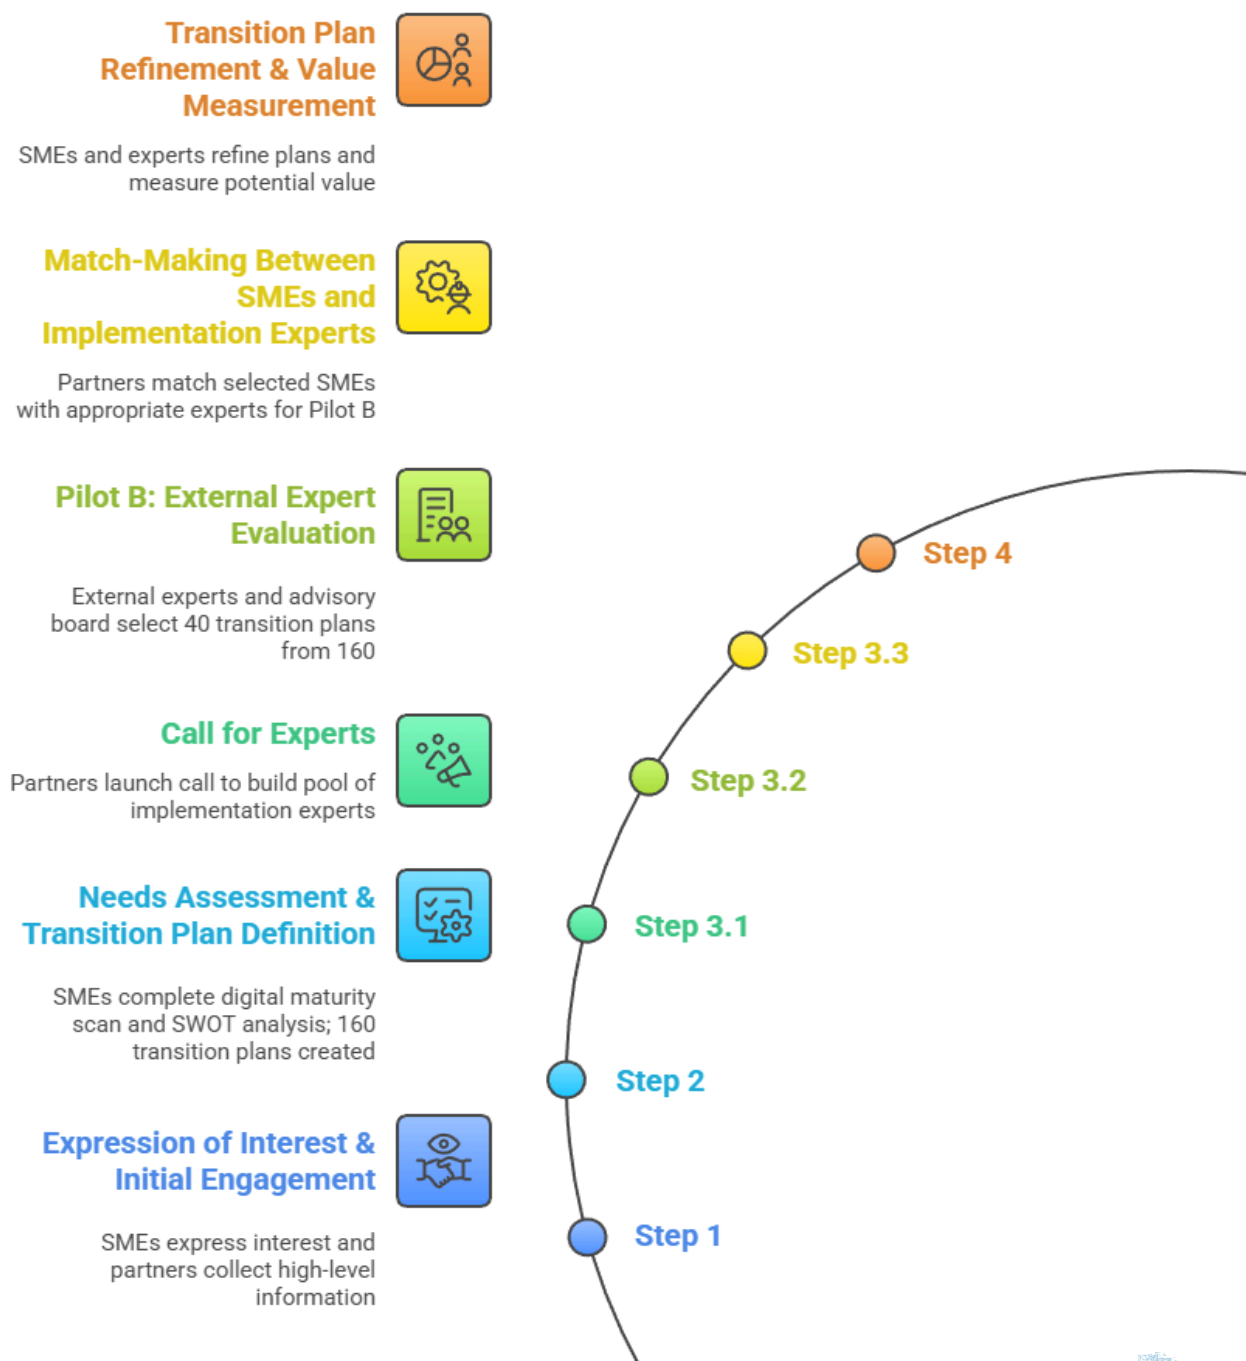 Transition Plan
Refinement & Value
Measurement
SMEs and experts refine plans and
measure potential value
Match-Making Between
SMEs and
Implementation Experts
Partners match selected SMEs
with appropriate experts for Pilot B
Pilot B: External Expert
Evaluation
External experts and advisory
board select 40 transition plans
from 160
Call for Experts
Partners launch call to build pool of
implementation experts
Needs Assessment &
Transition Plan Definition
SMEs complete digital maturity
scan and SWOT analysis; 160
transition plans created
Expression of Interest &
Initial Engagement
SMEs express interest and
partners collect high-level
information
Step 4
Step 3.3
Step 3.2
Step 3.1
Step 2
Step 1